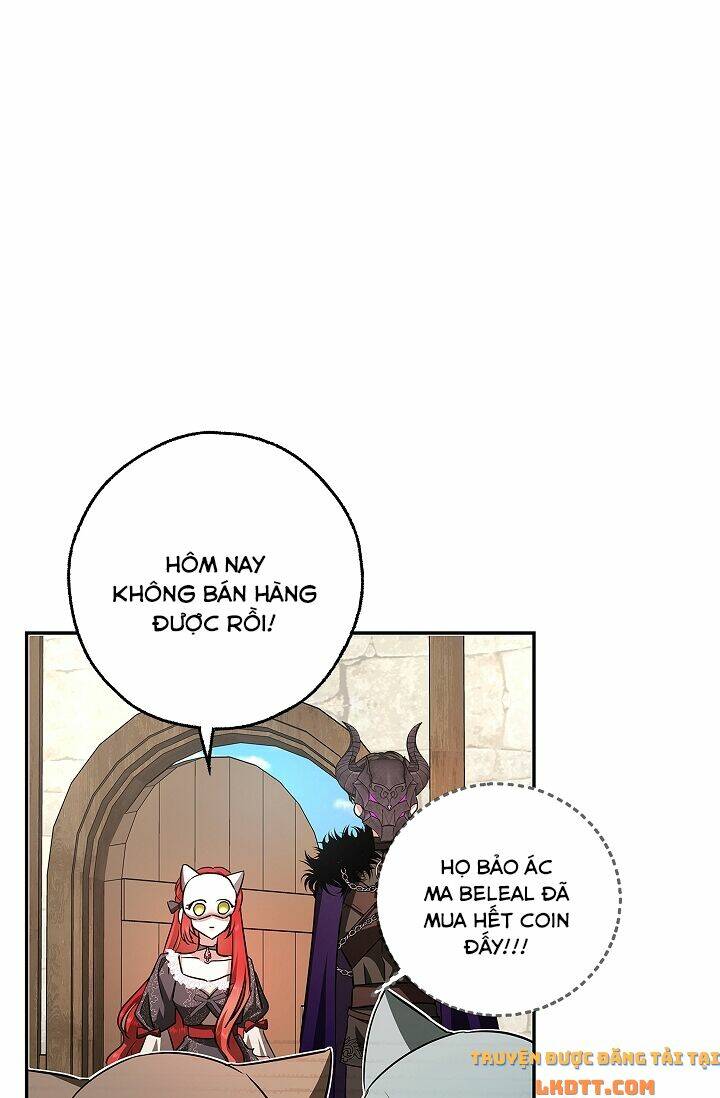 HÔM NAY
KHÔNG BÁN HÀNG
ĐƯỢC RỒI!
HỌ BẢO ÁC
MA BELEAL ĐÃ
MUA HẾT COIN
ĐẤY!!!
TRUYỆN ĐƯỢC ĐĂNG TẢI TẠI
LKDTT.COM